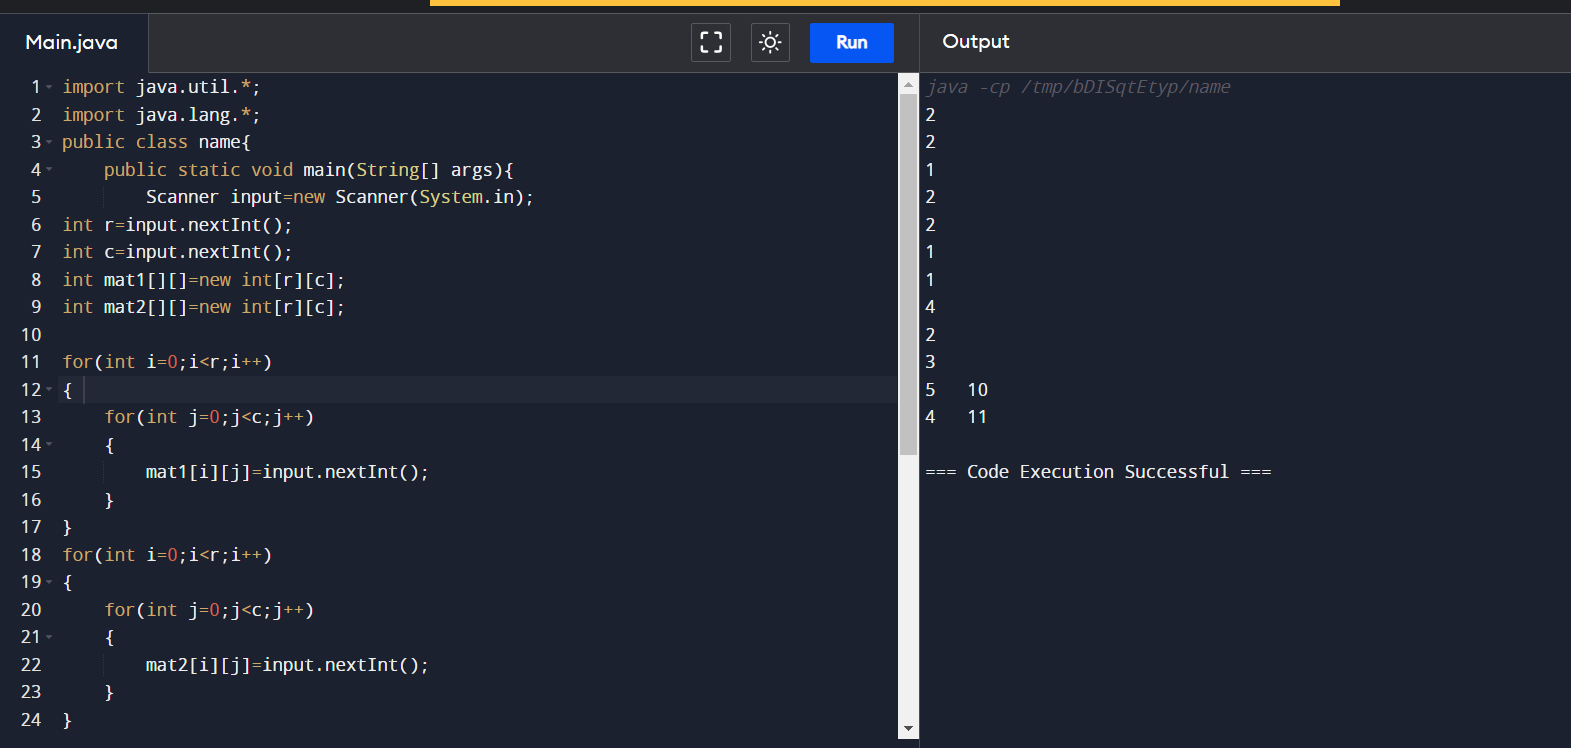 Main.java
Run
Output
1 import java.util.*;
2 import java.lang.*;
3 public class name{
4 public static void main(String[] args){
5 Scanner input=new Scanner(System.in);
6 int r=input.nextInt();
7 int c=input.nextInt();
8 int mat1[][]=new int[r][c];
9 int mat2[][]=new int[r][c];
10
11 for(int i=0;i<r;i++)
12 {
13 for(int j=0;j<c;j++)
14 {
15 mat1[i][j]=input.nextInt();
16 }
17 }
18 for(int i=0;i<r;i++)
19 {
20 for(int j=0;j<c;j++)
21 {
22 mat2[i][j]=input.nextInt();
23 }
24 }
java -cp /tmp/bDISqtEtyp/name
2
2
1
2
2
1
1
4
2
3
5 10
4 11
=== Code Execution Successful ===